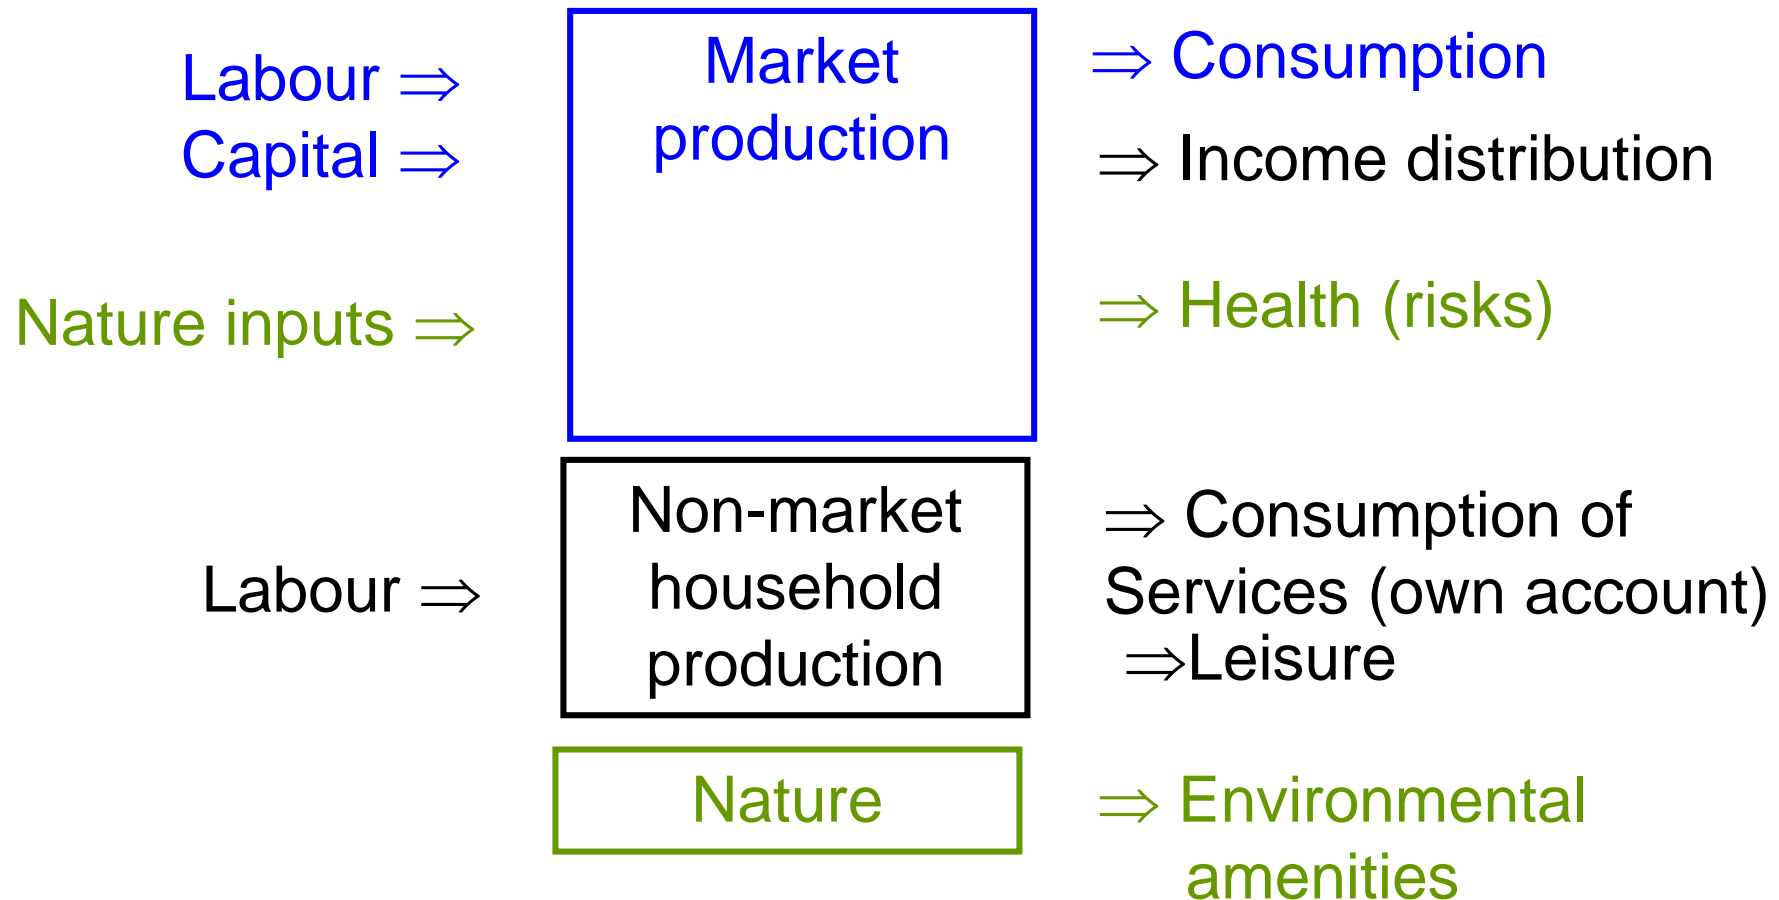 Labour ⇒
Capital ⇒
Nature inputs ⇒
Market
production
⇒ Consumption
⇒ Income distribution
⇒ Health (risks)
Labour ⇒
Non-market
household
production
⇒ Consumption of
Services (own account)
⇒Leisure
Nature
⇒ Environmental
amenities